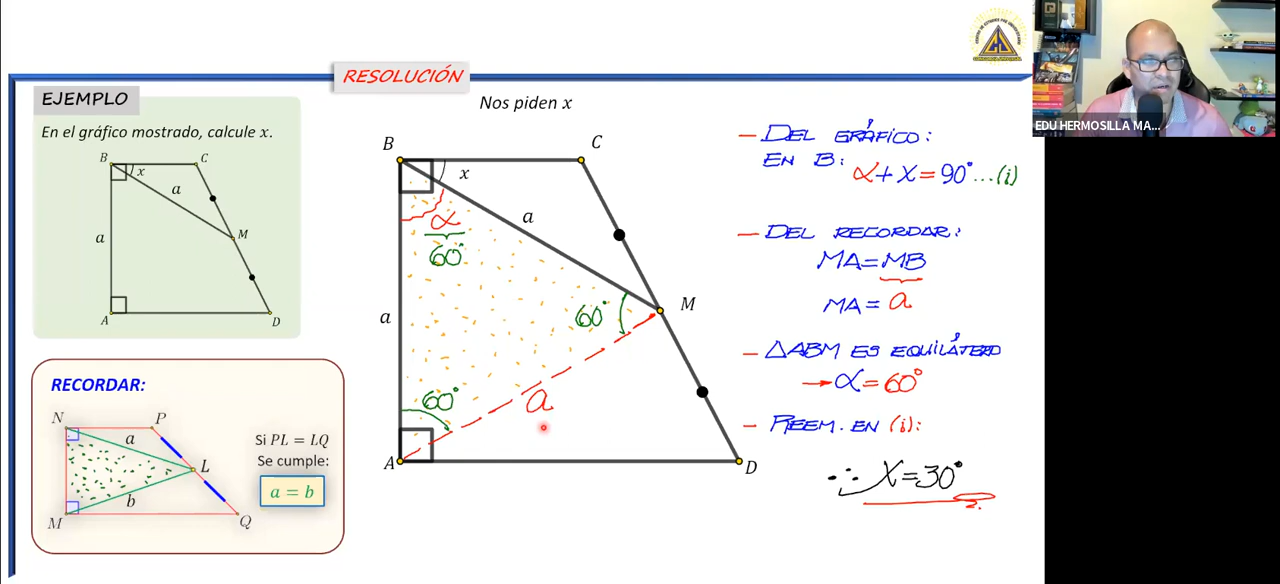 RESOLUCIÓN
EJEMPLO
En el gráfico mostrado, calcule x.
B
C
x
a
a
M
A
D
RECORDAR:
N
P
a
L
b
M
Q
Si PL = LQ
Se cumple:
a = b
Nos piden x
B
C
x
α
60°
a
M
60°
a
60°
a
A
D
- DEL GRÁFICO:
EN B:
α + x = 90° ... (i)
- DEL RECORDAR:
MA = MB
MA = a
- △ABM ES EQUILÁTERO
→ α = 60°
- REEM. EN (i):
∴ X = 30°
EDU HERMOSILLA MA...